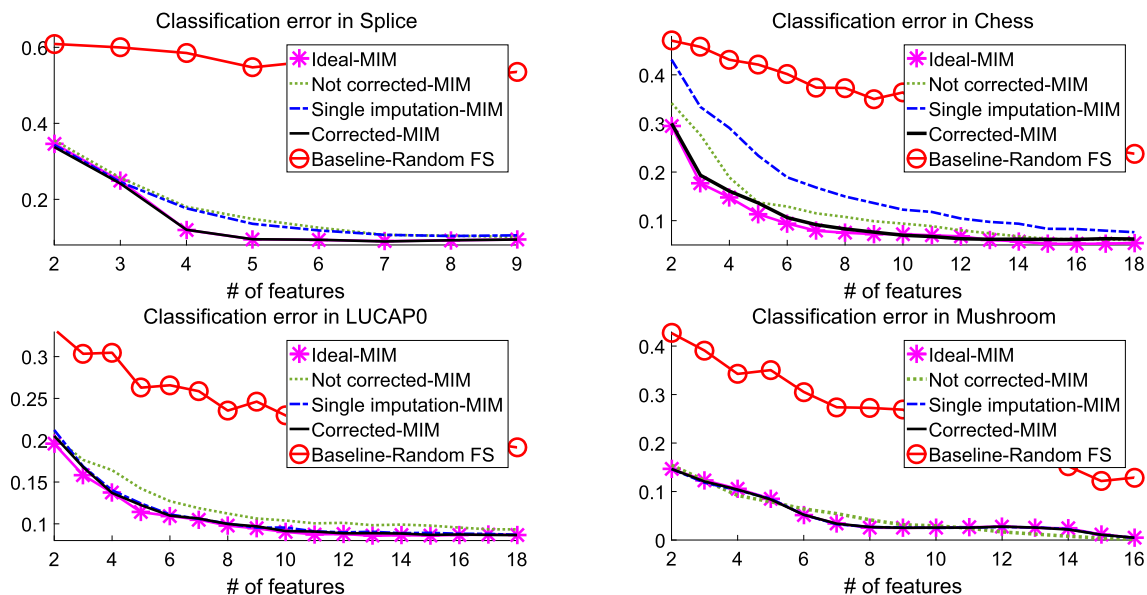 Classification error in Splice
0.6
0.4
0.2
Ideal-MIM
Not corrected-MIM
Single imputation-MIM
Corrected-MIM
Baseline-Random FS
2 3 4 5 6 7 8 9
# of features
Classification error in Chess
0.4
0.3
0.2
0.1
Ideal-MIM
Not corrected-MIM
Single imputation-MIM
Corrected-MIM
Baseline-Random FS
2 4 6 8 10 12 14 16 18
# of features
Classification error in LUCAP0
0.3
0.25
0.2
0.15
0.1
Ideal-MIM
Not corrected-MIM
Single imputation-MIM
Corrected-MIM
Baseline-Random FS
2 4 6 8 10 12 14 16 18
# of features
Classification error in Mushroom
0.4
0.3
0.2
0.1
0
Ideal-MIM
Not corrected-MIM
Single imputation-MIM
Corrected-MIM
Baseline-Random FS
2 4 6 8 10 12 14 16
# of features